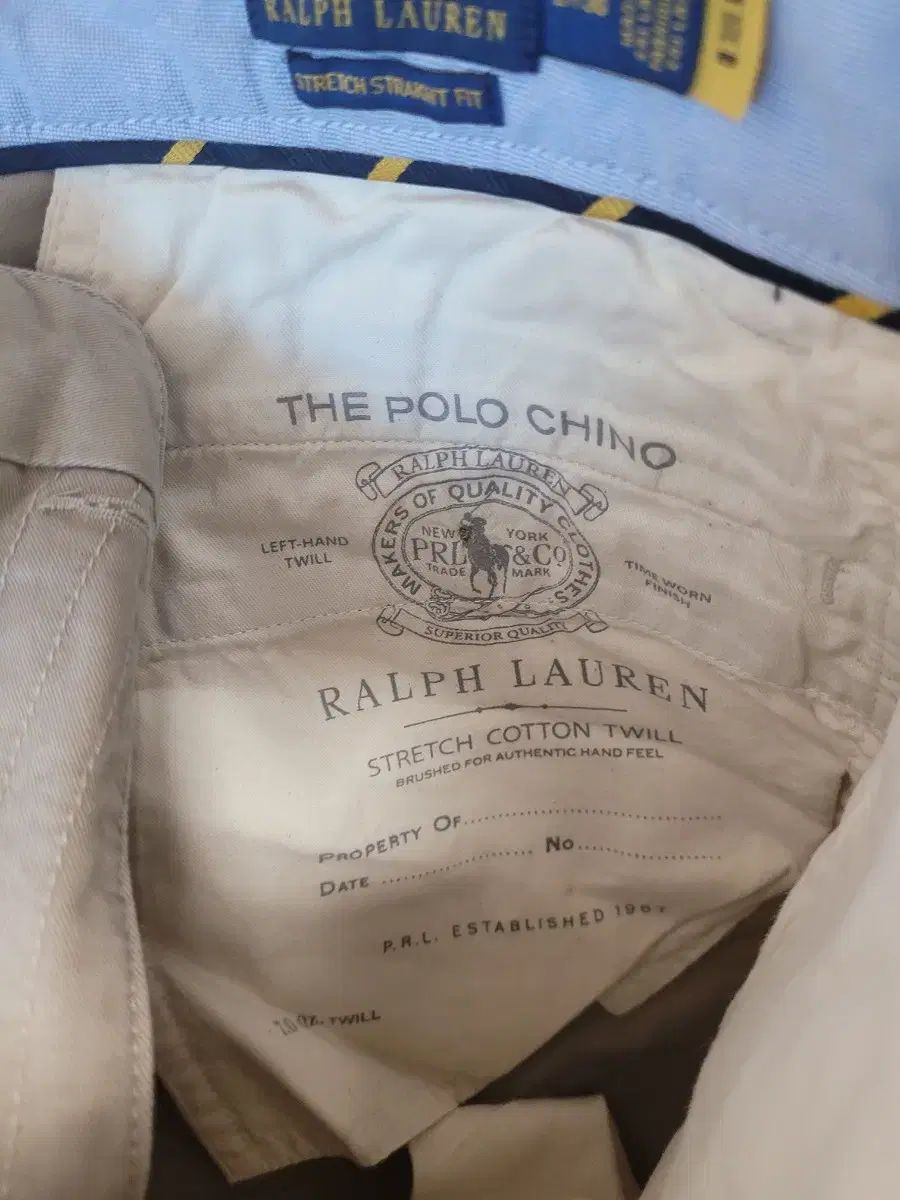 RALPH LAUREN
STRETCH STRAIGHT FIT
THE POLO CHINO
RALPH LAUREN
MAKERS OF QUALITY CLOTHES
NEW YORK
PRL & Co
TRADE MARK
SUPERIOR QUALITY
LEFT-HAND
TWILL
TIME WORN
FINISH
RALPH LAUREN
STRETCH COTTON TWILL
BRUSHED FOR AUTHENTIC HAND FEEL
PROPERTY OF
DATE No
P.R.L. ESTABLISHED
TWILL